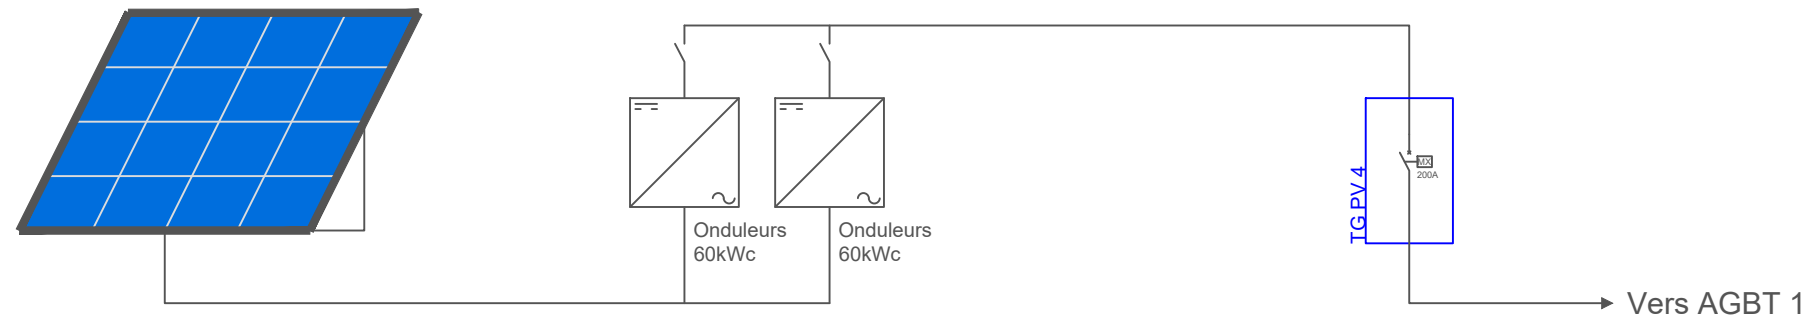 MX
200A
TG PV 4
Onduleurs
60kWc
Onduleurs
60kWc
Vers AGBT 1